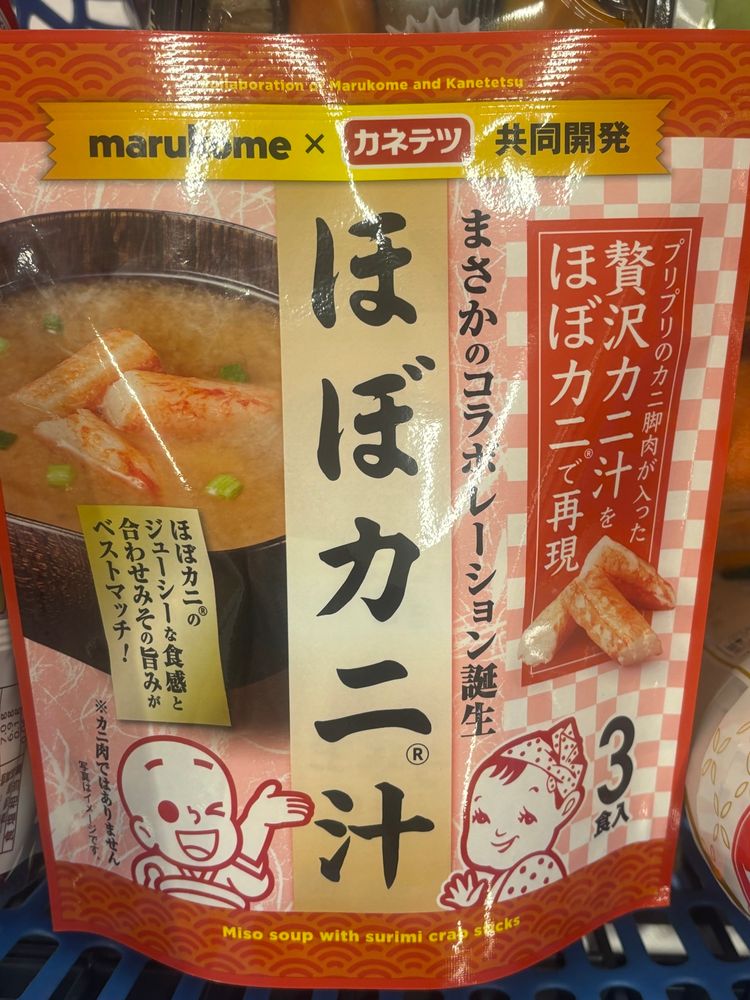 Collaboration of Marukome and Kanetetsu
marukome × カネテツ 共同開発
プリプリのカニ脚肉が入った
贅沢カニ汁を
ほぼカニ®で再現
まさかのコラボレーション誕生
ほぼカニ®汁
ほぼカニ®の
ジューシーな食感と
合わせみその旨みが
ベストマッチ!
※カニ肉ではありません
写真はイメージです。
3食入
Miso soup with surimi crab sticks